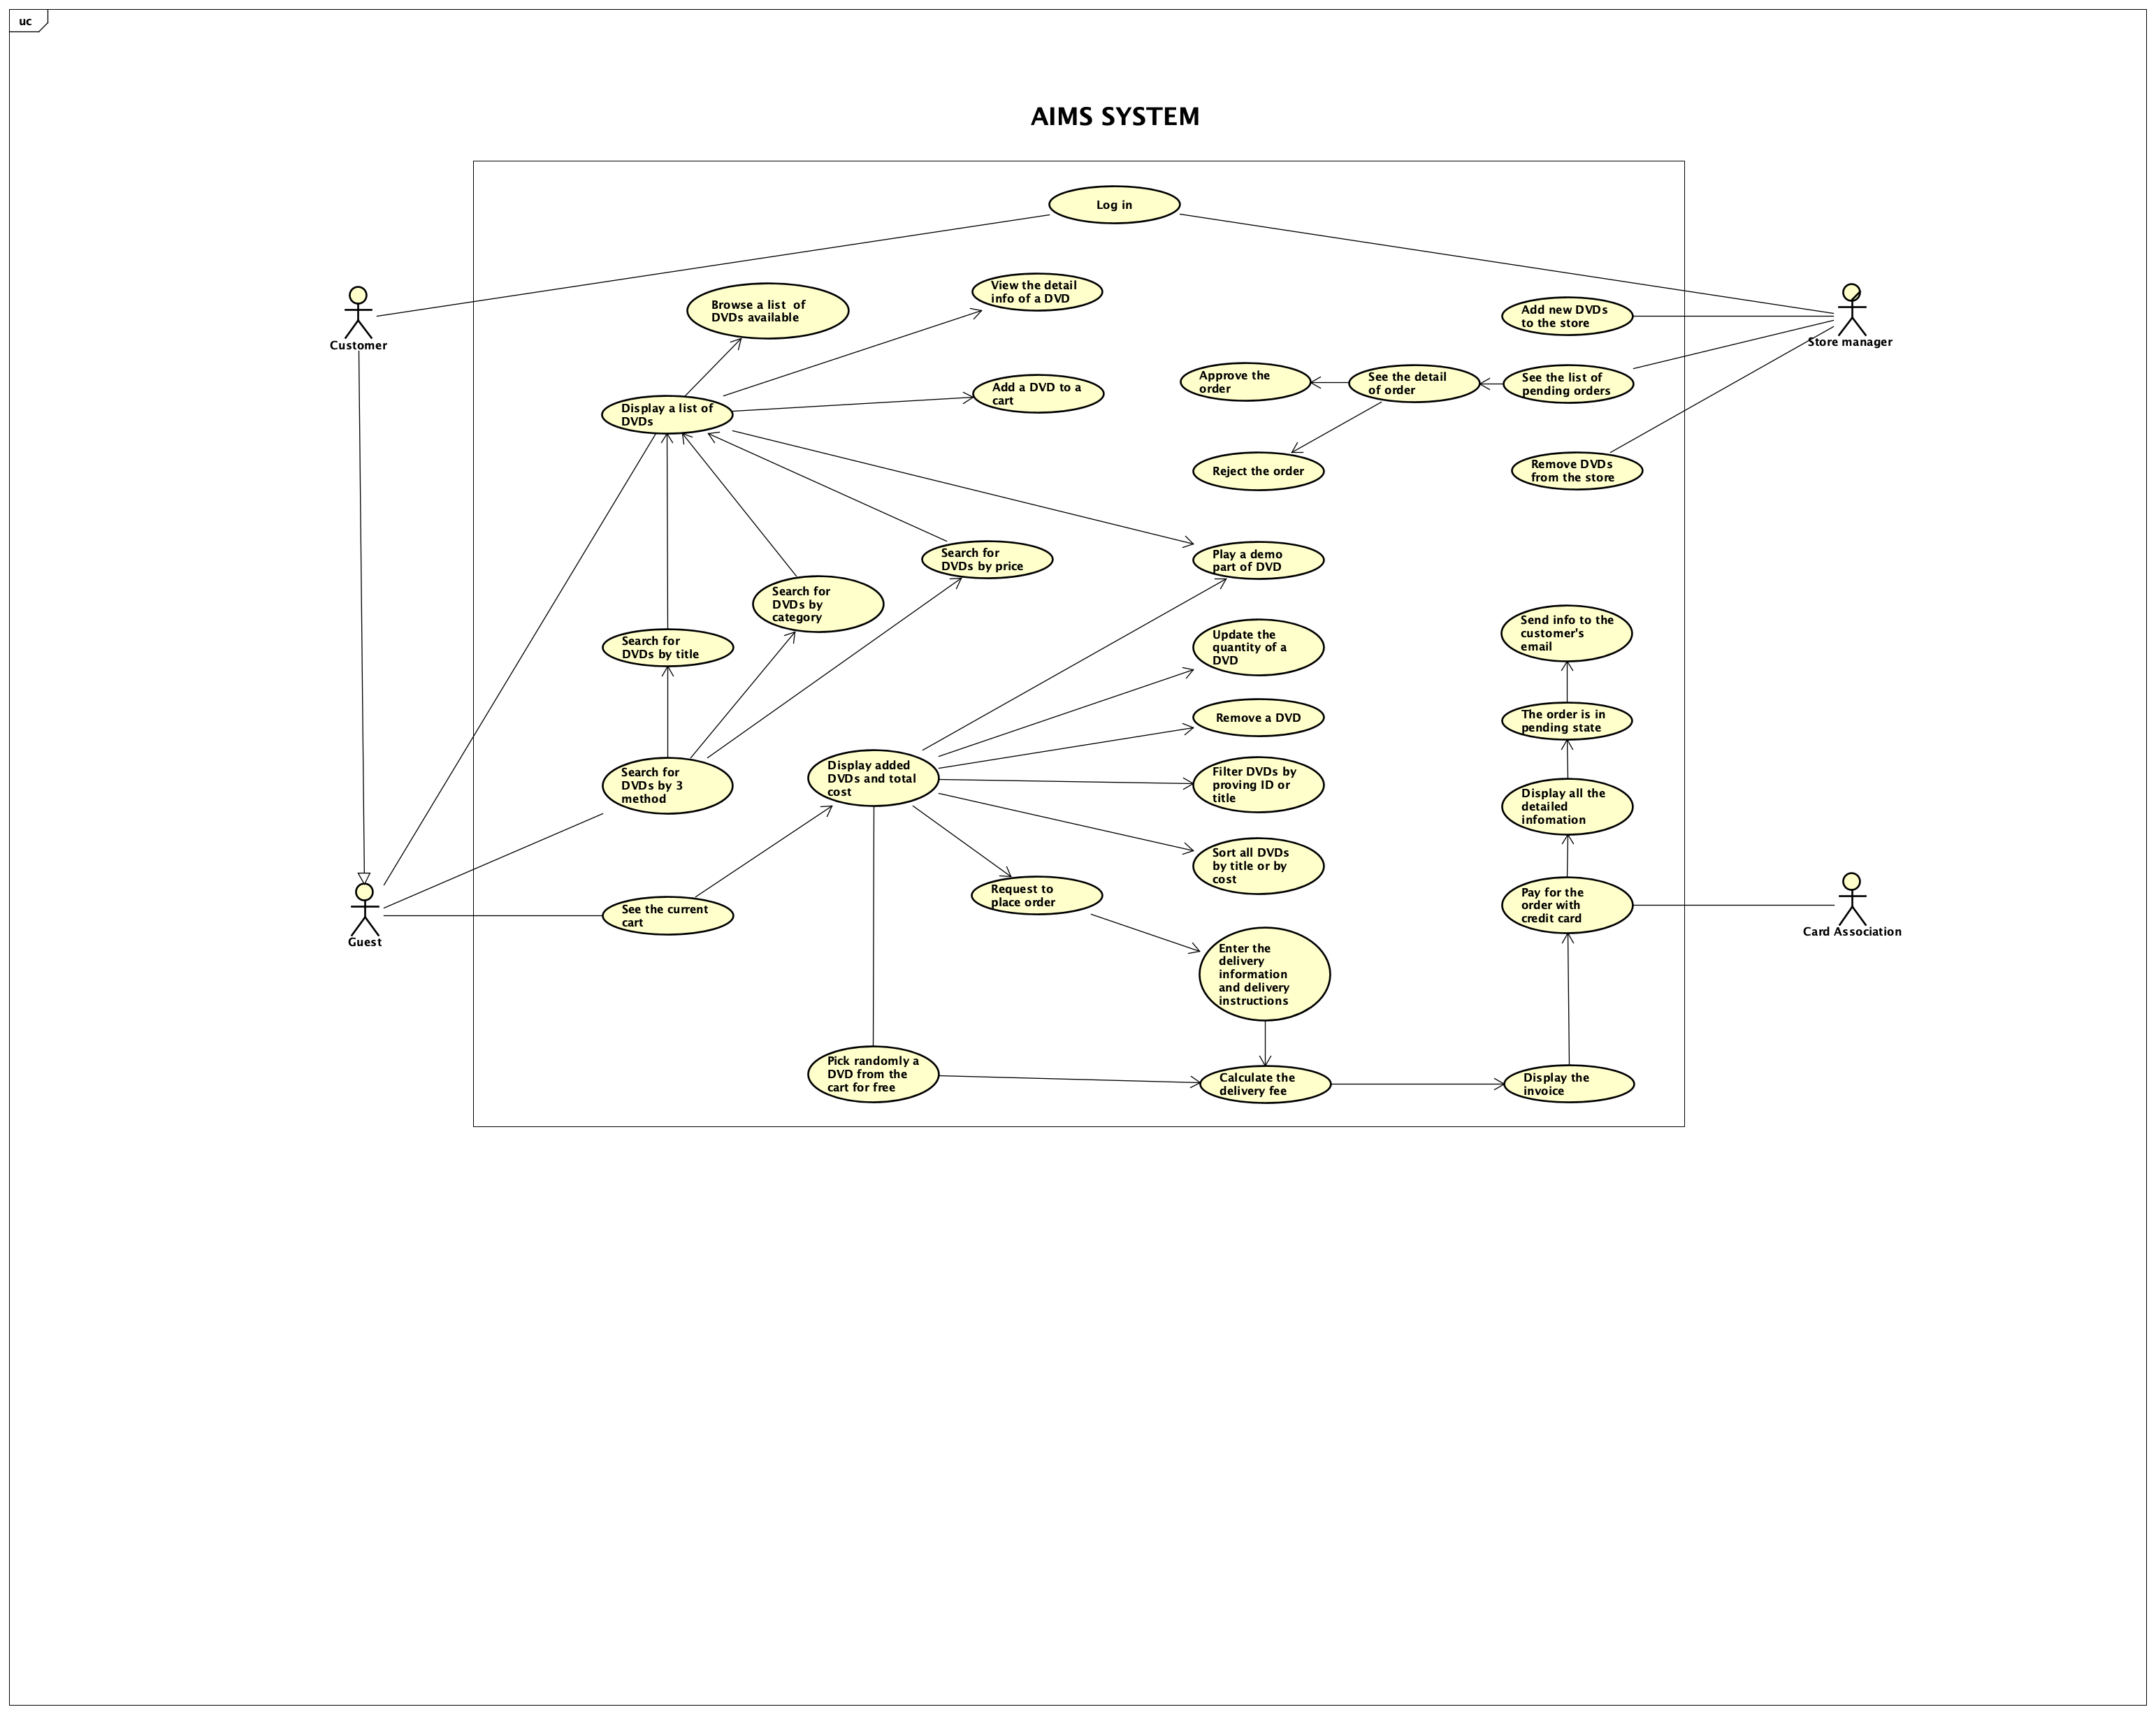 uc
AIMS SYSTEM
Log in
Customer
Browse a list  of
DVDs available
View the detail
info of a DVD
Add new DVDs
to the store
Store manager
Display a list of
DVDs
Add a DVD to a
cart
Approve the
order
See the detail
of order
See the list of
pending orders
Reject the order
Remove DVDs
from the store
Search for
DVDs by price
Play a demo
part of DVD
Search for
DVDs by
category
Search for
DVDs by title
Update the
quantity of a
DVD
Send info to the
customer's
email
Remove a DVD
The order is in
pending state
Search for
DVDs by 3
method
Display added
DVDs and total
cost
Filter DVDs by
proving ID or
title
Display all the
detailed
infomation
Sort all DVDs
by title or by
cost
Guest
See the current
cart
Request to
place order
Pay for the
order with
credit card
Card Association
Enter the
delivery
information
and delivery
instructions
Pick randomly a
DVD from the
cart for free
Calculate the
delivery fee
Display the
invoice